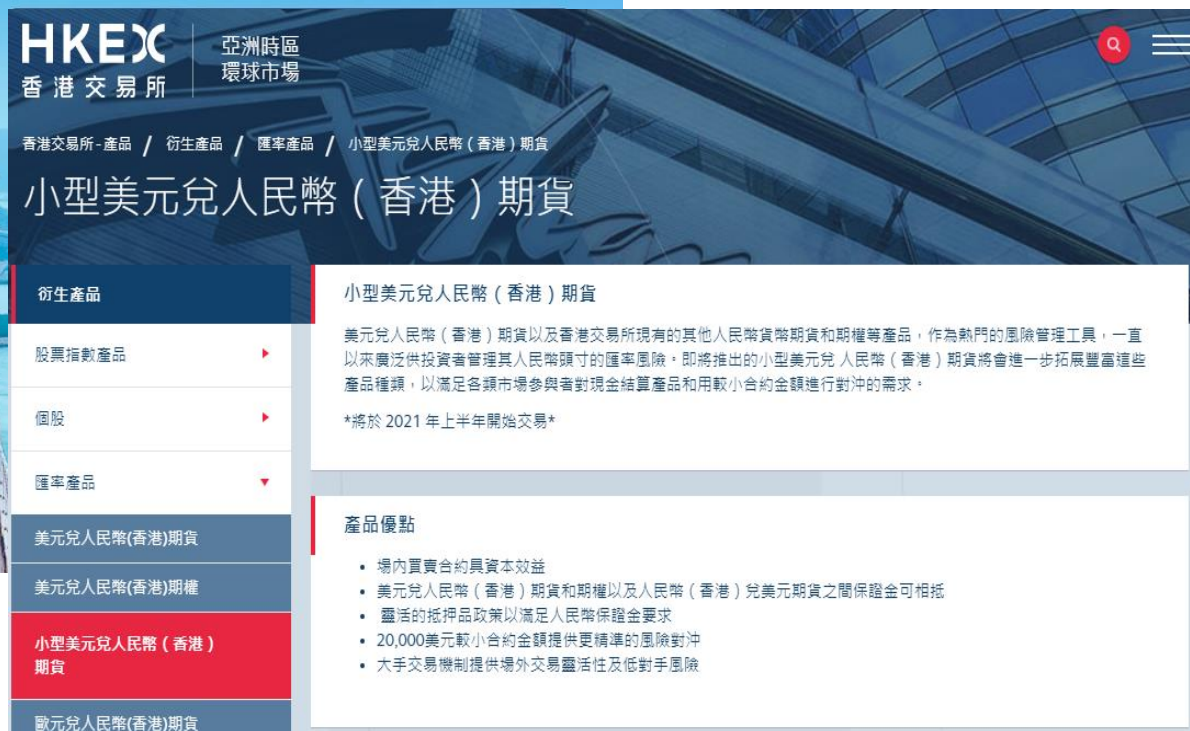 HKEX
香港交易所
亞洲時區
環球市場
香港交易所-產品 / 衍生產品 / 匯率產品 / 小型美元兌人民幣（香港）期貨
小型美元兌人民幣（香港）期貨
衍生產品
股票指數產品
個股
匯率產品
美元兌人民幣(香港)期貨
美元兌人民幣(香港)期權
小型美元兌人民幣（香港）
期貨
歐元兌人民幣(香港)期貨
小型美元兌人民幣（香港）期貨
美元兌人民幣（香港）期貨以及香港交易所現有的其他人民幣貨幣期貨和期權等產品，作為熱門的風險管理工具，一直
以來廣泛供投資者管理其人民幣頭寸的匯率風險。即將推出的小型美元兌 人民幣（香港）期貨將會進一步拓展豐富這些
產品種類，以滿足各類市場參與者對現金結算產品和用較小合約金額進行對沖的需求。
*將於 2021 年上半年開始交易*
產品優點
• 場內買賣合約具資本效益
• 美元兌人民幣（香港）期貨和期權以及人民幣（香港）兌美元期貨之間保證金可相抵
• 靈活的抵押品政策以滿足人民幣保證金要求
• 20,000美元較小合約金額提供更精準的風險對沖
• 大手交易機制提供場外交易靈活性及低對手風險